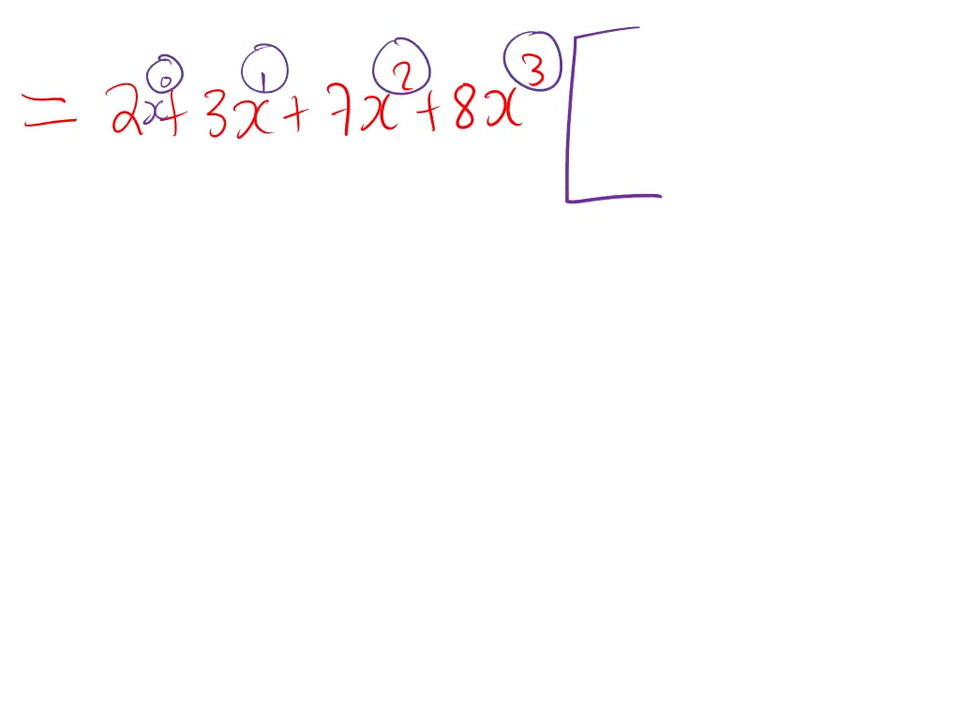 = 2x⁰ + 3x¹ + 7x² + 8x³ [